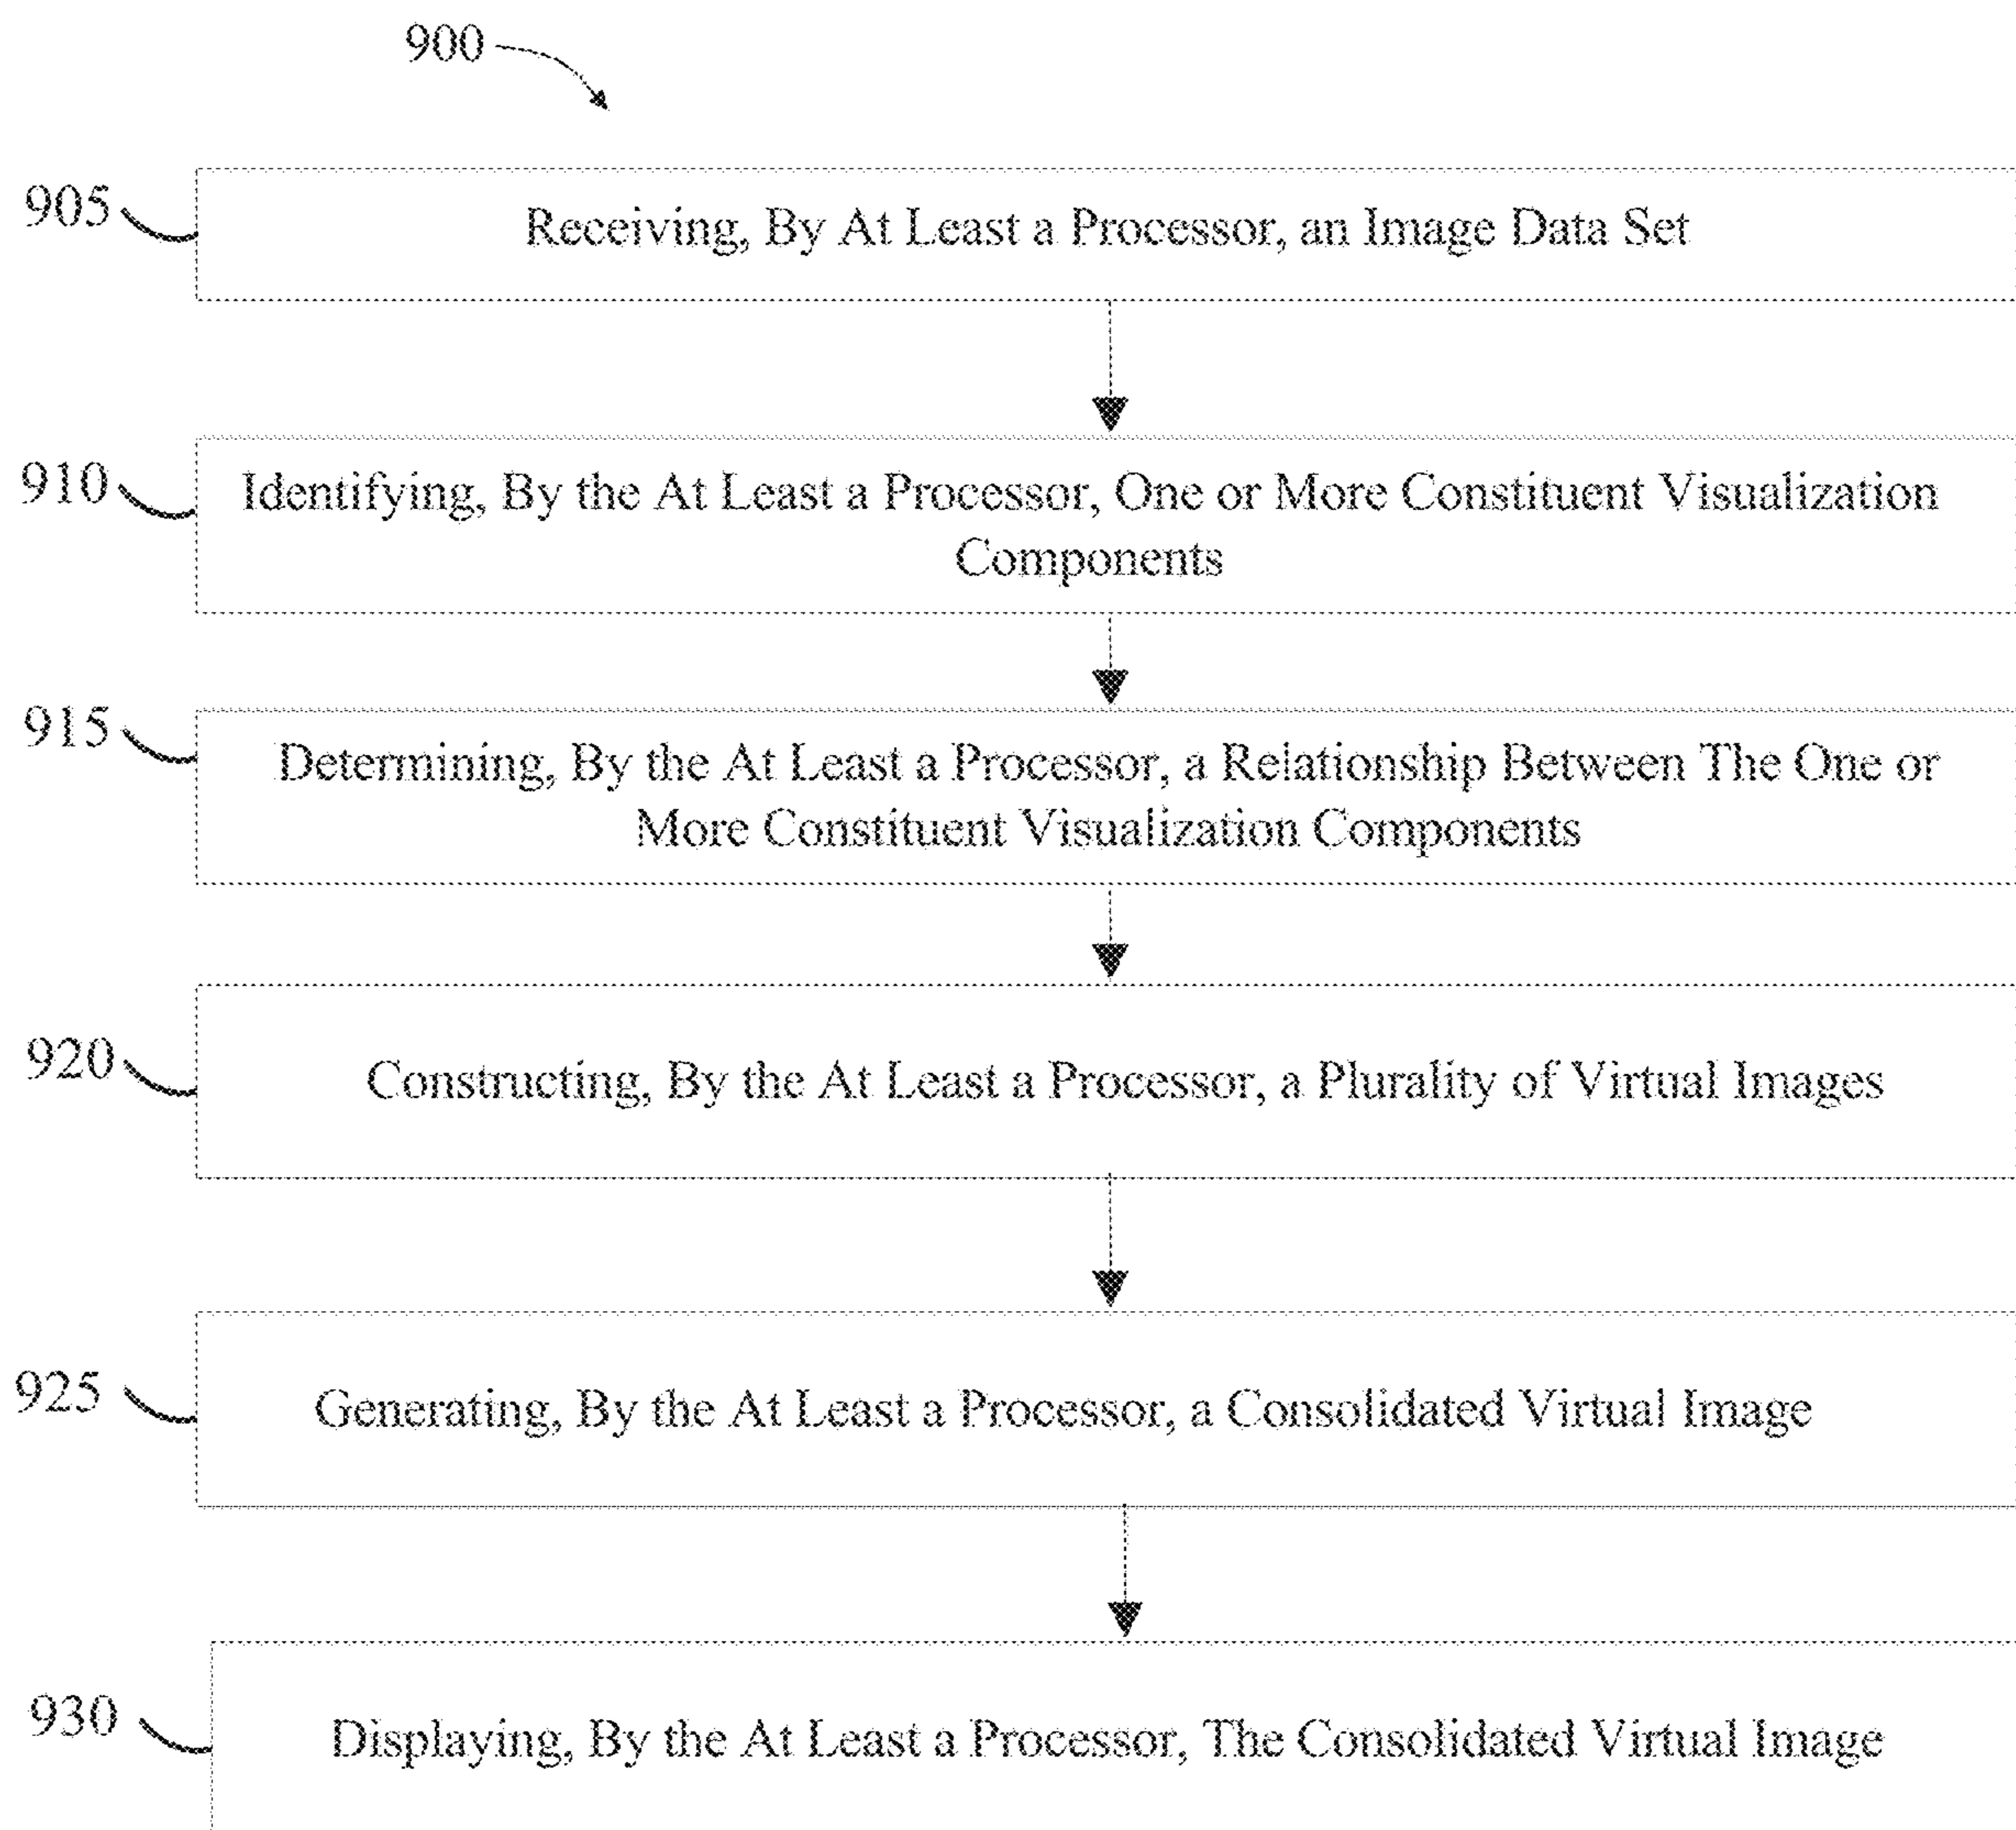 900
905
Receiving, By At Least a Processor, an Image Data Set
910
Identifying, By the At Least a Processor, One or More Constituent Visualization
Components
915
Determining, By the At Least a Processor, a Relationship Between The One or
More Constituent Visualization Components
920
Constructing, By the At Least a Processor, a Plurality of Virtual Images
925
Generating, By the At Least a Processor, a Consolidated Virtual Image
930
Displaying, By the At Least a Processor, The Consolidated Virtual Image